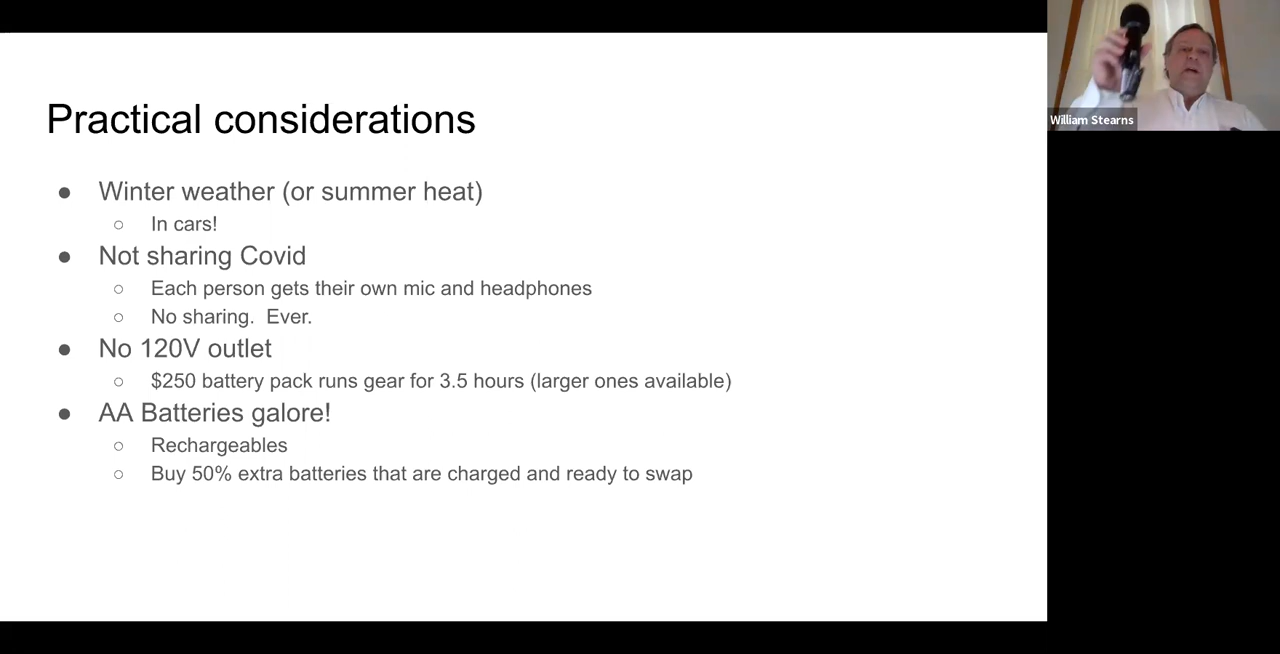 Practical considerations
● Winter weather (or summer heat)
○ In cars!
● Not sharing Covid
○ Each person gets their own mic and headphones
○ No sharing.  Ever.
● No 120V outlet
○ $250 battery pack runs gear for 3.5 hours (larger ones available)
● AA Batteries galore!
○ Rechargeables
○ Buy 50% extra batteries that are charged and ready to swap
William Stearns